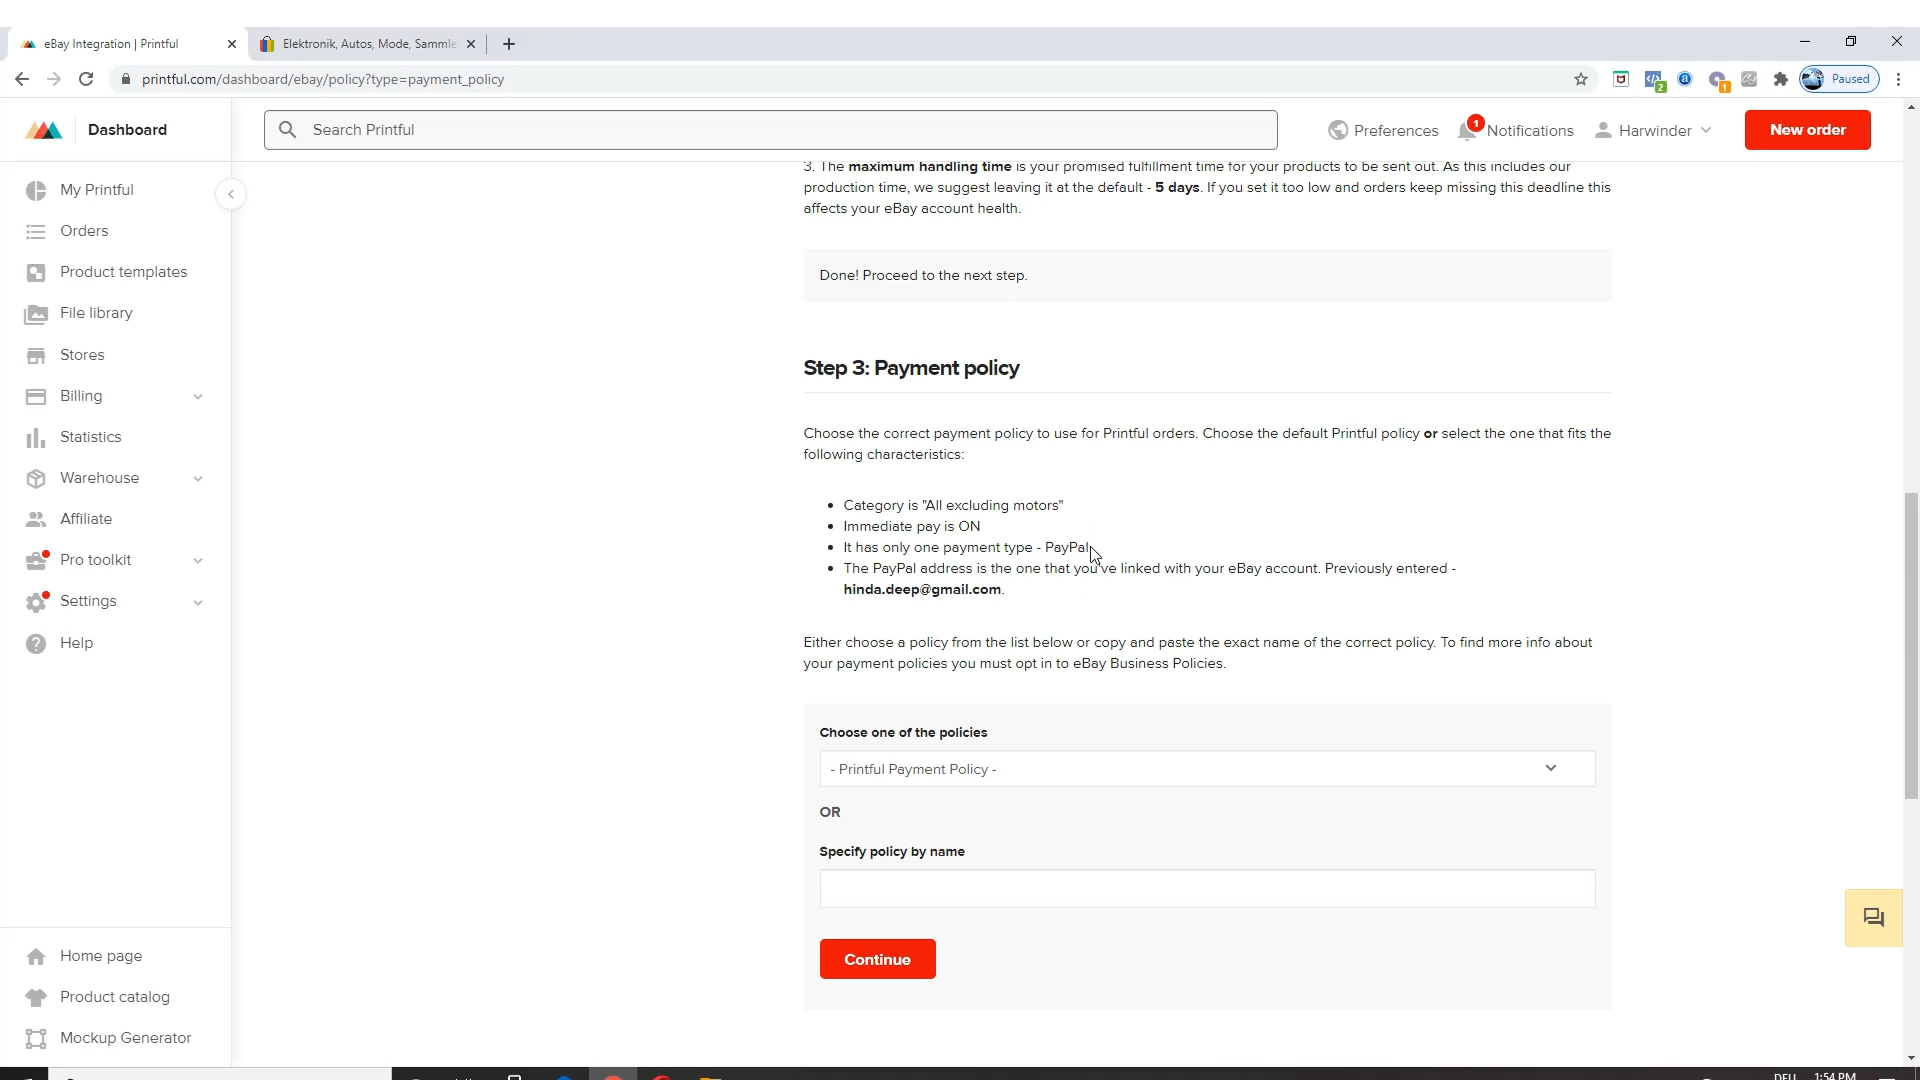 eBay Integration | Printful
Elektronik, Autos, Mode, Sammle
printful.com/dashboard/ebay/policy?type=payment_policy
2
1
Paused
Dashboard
Search Printful
Preferences
1
Notifications
Harwinder
New order
My Printful
Orders
Product templates
File library
Stores
Billing
Statistics
Warehouse
Affiliate
Pro toolkit
Settings
Help
Home page
Product catalog
Mockup Generator
3. The maximum handling time is your promised fulfillment time for your products to be sent out. As this includes our
production time, we suggest leaving it at the default - 5 days. If you set it too low and orders keep missing this deadline this
affects your eBay account health.
Done! Proceed to the next step.
Step 3: Payment policy
Choose the correct payment policy to use for Printful orders. Choose the default Printful policy or select the one that fits the
following characteristics:
• Category is "All excluding motors"
• Immediate pay is ON
• It has only one payment type - PayPal
• The PayPal address is the one that you've linked with your eBay account. Previously entered -
hinda.deep@gmail.com.
Either choose a policy from the list below or copy and paste the exact name of the correct policy. To find more info about
your payment policies you must opt in to eBay Business Policies.
Choose one of the policies
- Printful Payment Policy -
OR
Specify policy by name
Continue
DEU 1:54 PM